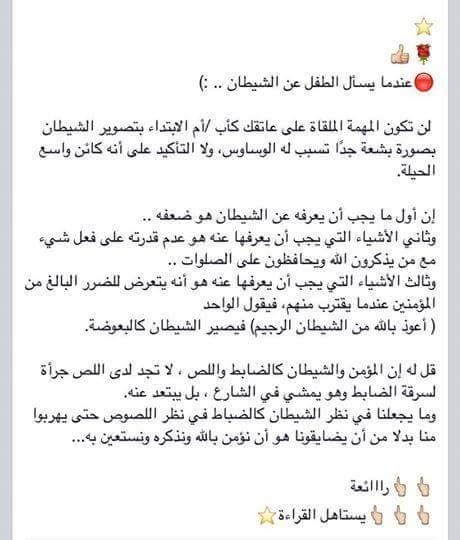 عندما يسأل الطفل عن الشيطان .. :)
لن تكون المهمة الملقاة على عاتقك كأب /أم الابتداء بتصوير الشيطان
بصورة بشعة جدًا تسبب له الوساوس، ولا التأكيد على أنه كائن واسع
الحيلة.
إن أول ما يجب أن يعرفه عن الشيطان هو ضعفه ..
وثاني الأشياء التي يجب أن يعرفها عنه هو عدم قدرته على فعل شيء
مع من يذكرون الله ويحافظون على الصلوات ..
وثالث الأشياء التي يجب أن يعرفها عنه هو أنه يتعرض للضرر البالغ من
المؤمنين عندما يقترب منهم، فيقول الواحد
( أعوذ بالله من الشيطان الرجيم) فيصير الشيطان كالبعوضة.
قل له إن المؤمن والشيطان كالضابط واللص ، لا تجد لدى اللص جرأة
لسرقة الضابط وهو يمشي في الشارع ، بل يبتعد عنه.
وما يجعلنا في نظر الشيطان كالضباط في نظر اللصوص حتى يهربوا
منا بدلا من أن يضايقونا هو أن نؤمن بالله ونذكره ونستعين به...
رااائعة
يستاهل القراءة